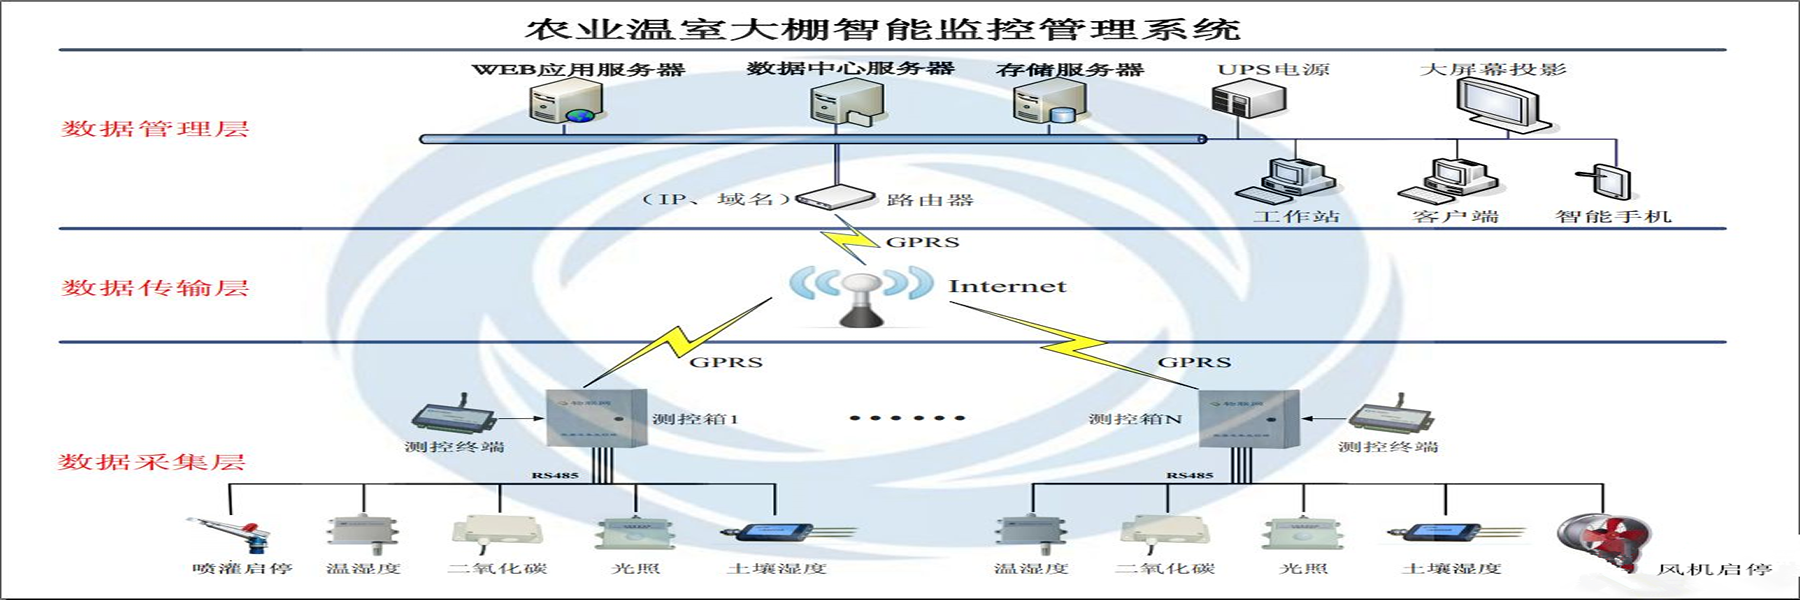 农业温室大棚智能监控管理系统
WEB应用服务器
数据中心服务器
存储服务器
UPS电源
大屏幕投影
数据管理层
(IP、域名)
路由器
工作站
客户端
智能手机
GPRS
数据传输层
Internet
GPRS
GPRS
物联网
测控箱1
······
测控箱N
物联网
测控终端
测控终端
数据采集层
RS485
RS485
喷灌启停
温湿度
二氧化碳
光照
土壤湿度
温湿度
二氧化碳
光照
土壤湿度
风机启停